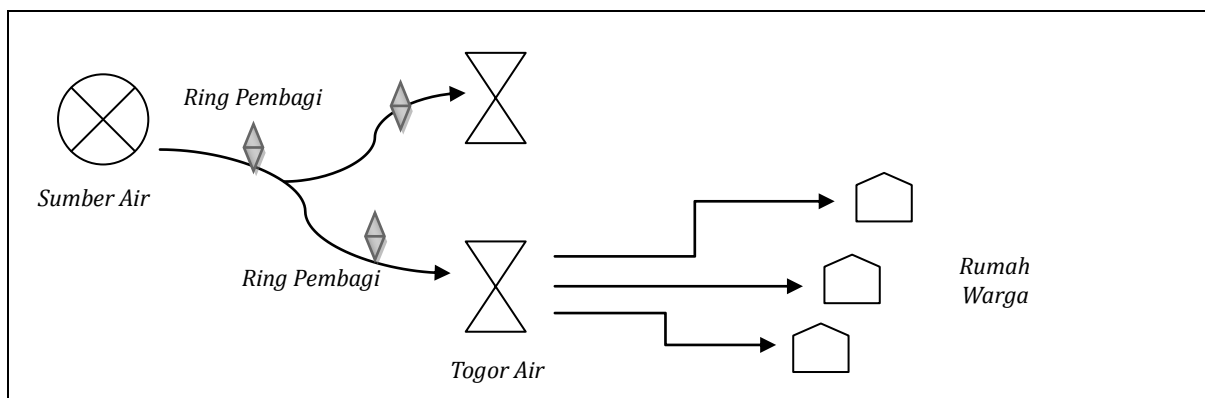 Ring Pembagi
Sumber Air
Ring Pembagi
Rumah
Warga
Togor Air